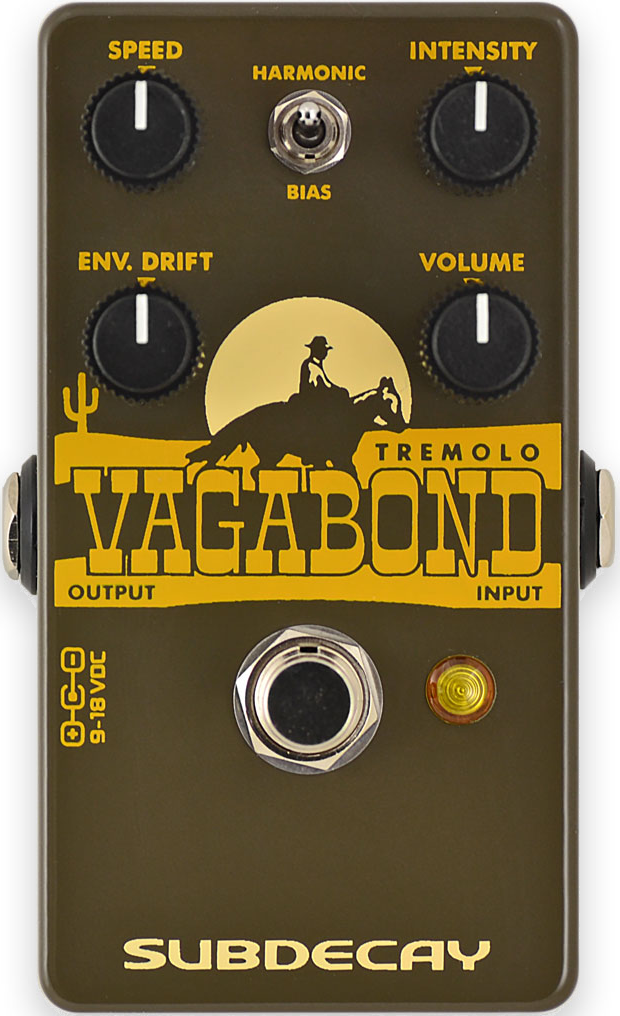 SPEED
HARMONIC
INTENSITY
BIAS
ENV. DRIFT
VOLUME
TREMOLO
VAGABOND
OUTPUT
INPUT
9-18 VDC
SUBDECAY